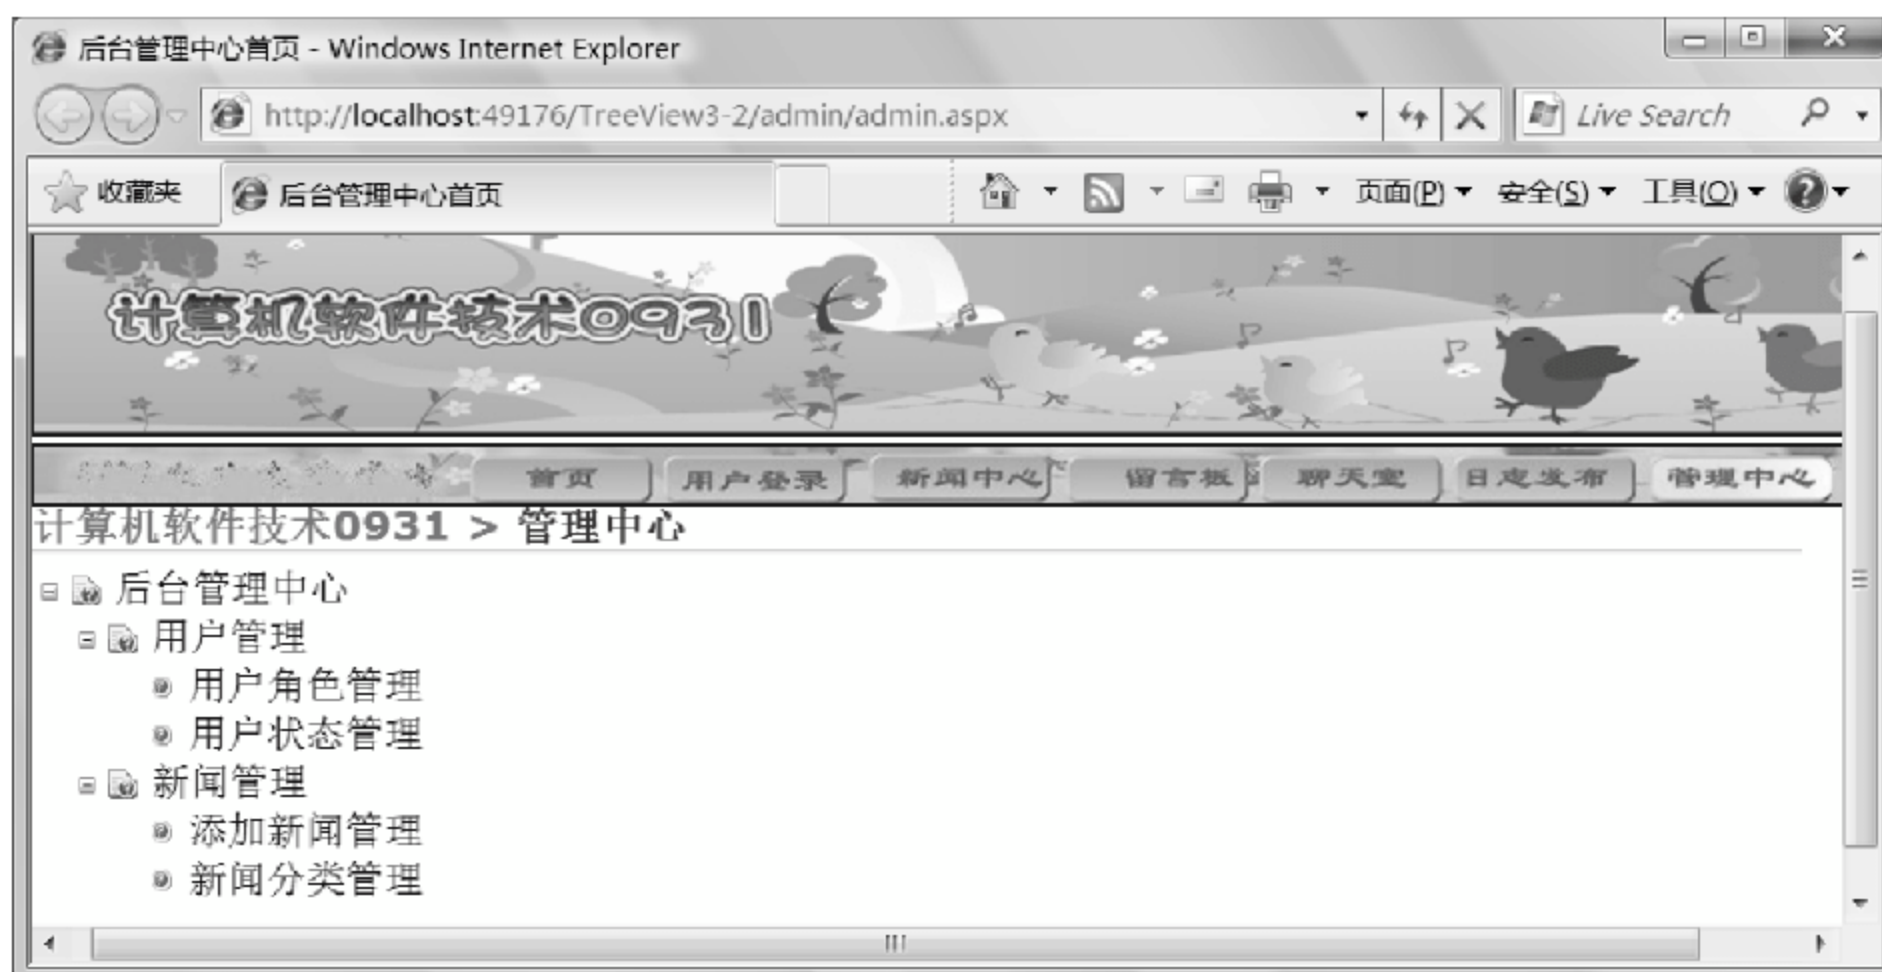 后台管理中心首页 - Windows Internet Explorer
http://localhost:49176/TreeView3-2/admin/admin.aspx Live Search
收藏夹 后台管理中心首页 页面(P) 安全(S) 工具(O)
计算机软件技术0931
首页 用户登录 新闻中心 留言板 聊天室 日志发布 管理中心
计算机软件技术0931 > 管理中心
后台管理中心
用户管理
用户角色管理
用户状态管理
新闻管理
添加新闻管理
新闻分类管理